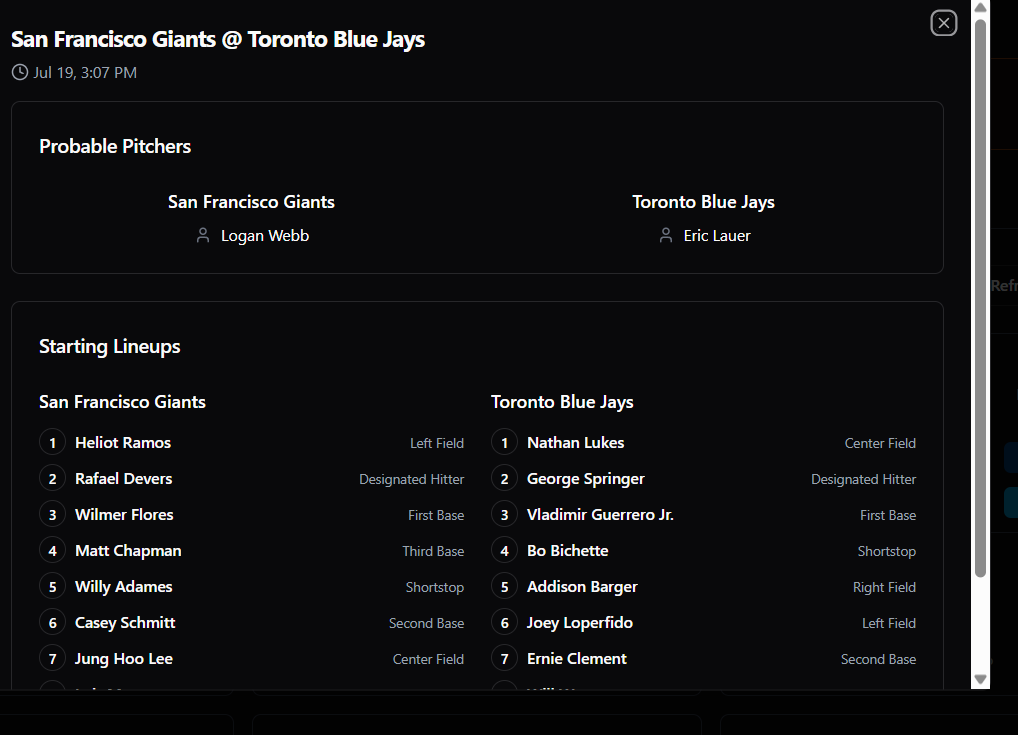 San Francisco Giants @ Toronto Blue Jays
Jul 19, 3:07 PM
Probable Pitchers
San Francisco Giants
Logan Webb
Toronto Blue Jays
Eric Lauer
Starting Lineups
San Francisco Giants
1 Heliot Ramos Left Field
2 Rafael Devers Designated Hitter
3 Wilmer Flores First Base
4 Matt Chapman Third Base
5 Willy Adames Shortstop
6 Casey Schmitt Second Base
7 Jung Hoo Lee Center Field
Toronto Blue Jays
1 Nathan Lukes Center Field
2 George Springer Designated Hitter
3 Vladimir Guerrero Jr. First Base
4 Bo Bichette Shortstop
5 Addison Barger Right Field
6 Joey Loperfido Left Field
7 Ernie Clement Second Base